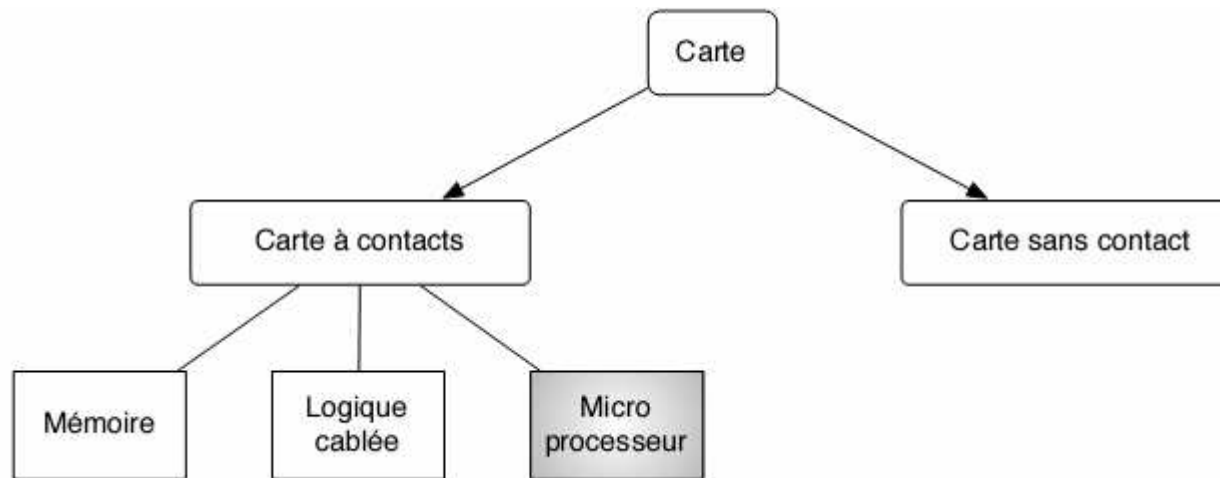 Carte
Carte à contacts
Carte sans contact
Mémoire
Logique
cablée
Micro
processeur